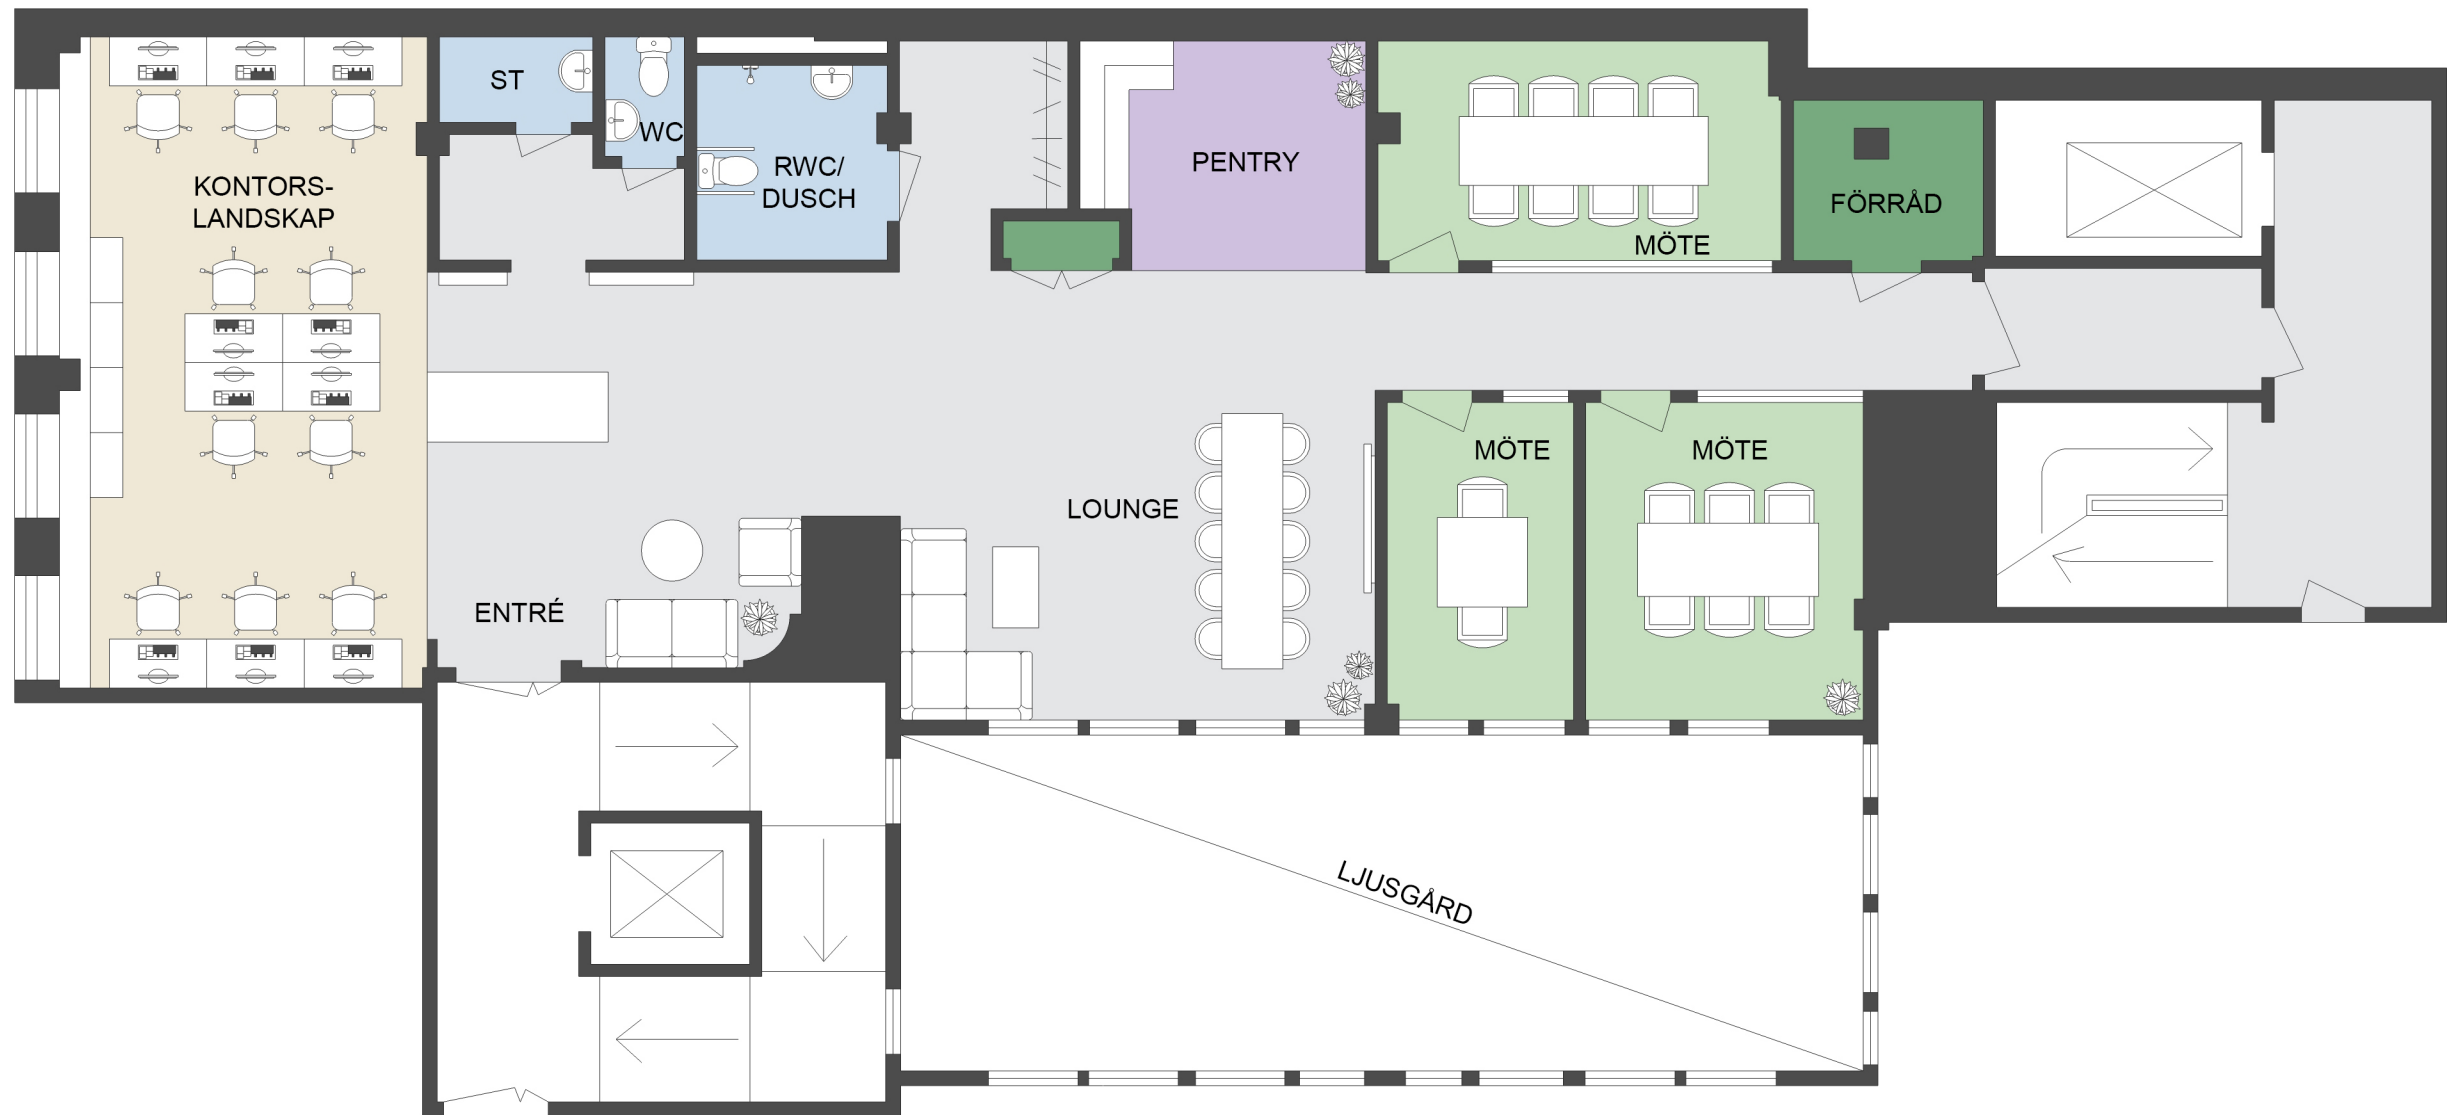 ST
WC
RWC/
DUSCH
PENTRY
KONTORS-
LANDSKAP
FÖRRÅD
MÖTE
MÖTE
MÖTE
LOUNGE
ENTRÉ
LJUSGÅRD